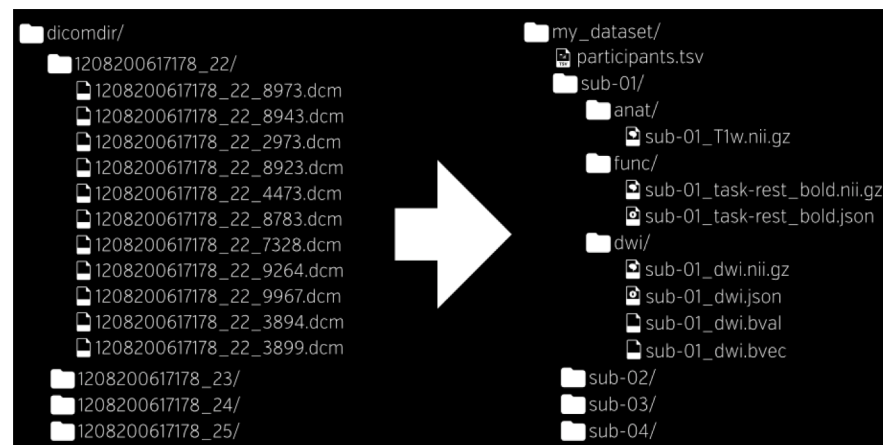 dicomdir/
1208200617178_22/
1208200617178_22_8973.dcm
1208200617178_22_8943.dcm
1208200617178_22_2973.dcm
1208200617178_22_8923.dcm
1208200617178_22_4473.dcm
1208200617178_22_8783.dcm
1208200617178_22_7328.dcm
1208200617178_22_9264.dcm
1208200617178_22_9967.dcm
1208200617178_22_3894.dcm
1208200617178_22_3899.dcm
1208200617178_23/
1208200617178_24/
1208200617178_25/
my_dataset/
TSV
participants.tsv
sub-01/
anat/
sub-01_T1w.nii.gz
func/
sub-01_task-rest_bold.nii.gz
sub-01_task-rest_bold.json
dwi/
sub-01_dwi.nii.gz
sub-01_dwi.json
sub-01_dwi.bval
sub-01_dwi.bvec
sub-02/
sub-03/
sub-04/